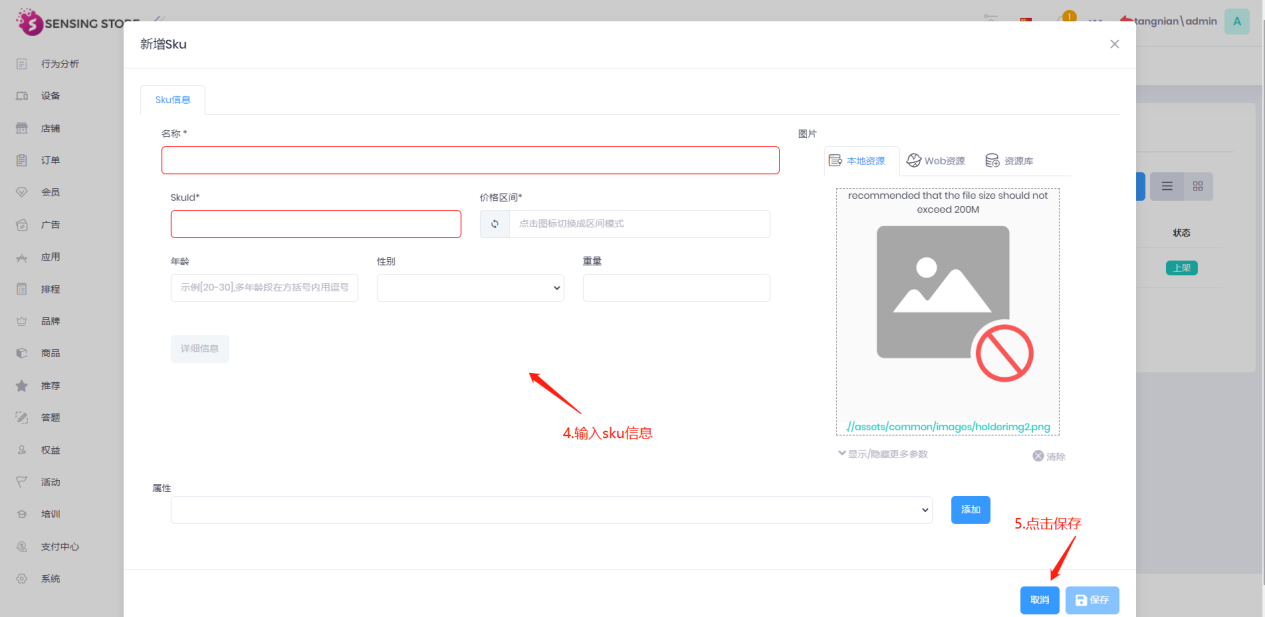 SENSING STORE
1
tangnian\admin
A
新增Sku
行为分析
设备
店铺
订单
会员
广告
应用
排程
品牌
商品
推荐
答题
权益
活动
培训
支付中心
系统
Sku信息
名称 *
SkuId*
价格区间*
点击图标切换成区间模式
年龄
性别
重量
示例[20-30],多年龄段在方括号内用逗号
详细信息
4.输入sku信息
图片
本地资源
Web资源
资源库
recommended that the file size should not
exceed 200M
//assets/common/images/holderimg2.png
显示/隐藏更多参数
清除
属性
添加
5.点击保存
取消
保存
状态
上架